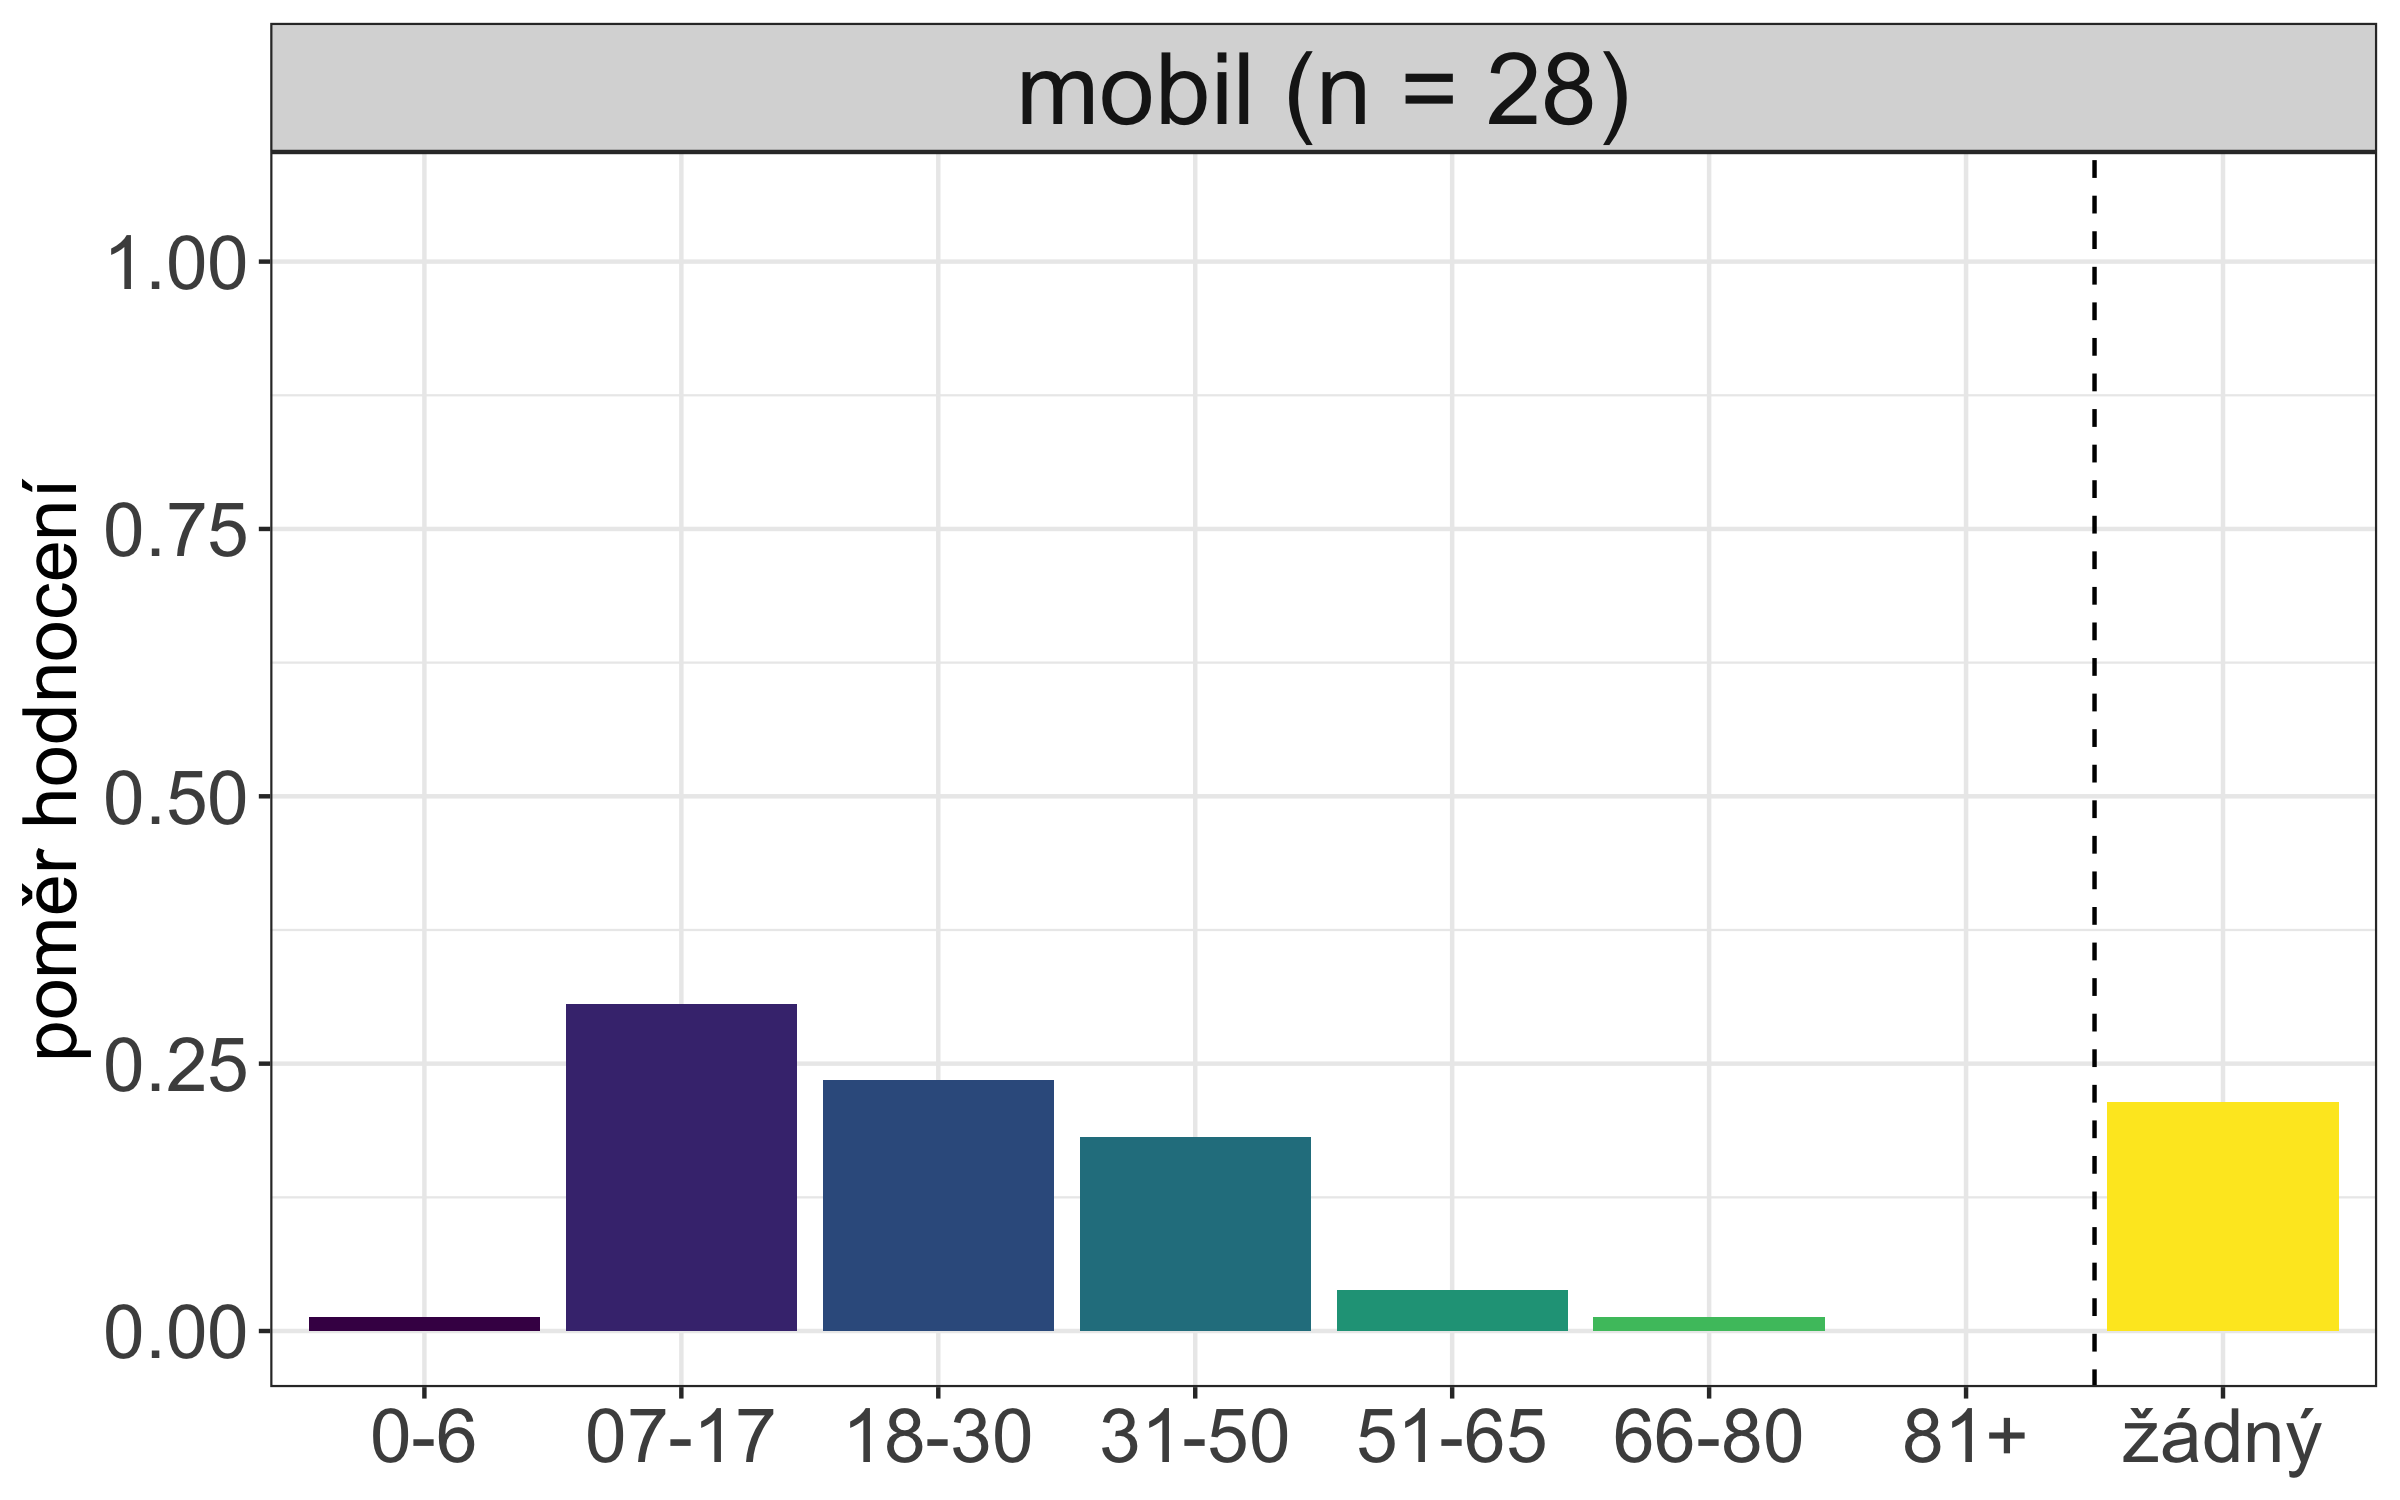 mobil (n = 28)
poměr hodnocení
1.00
0.75
0.50
0.25
0.00
0-6 07-17 18-30 31-50 51-65 66-80 81+ žádný